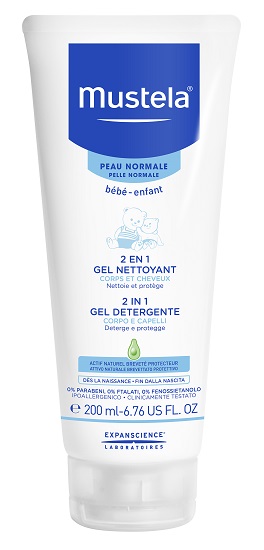 Mustela®
PEAU NORMALE
PELLE NORMALE
bébé-enfant
2 EN 1
GEL NETTOYANT
CORPS ET CHEVEUX
Nettoie et protège
2 IN 1
GEL DETERGENTE
CORPO E CAPELLI
Deterge e protegge
ACTIF NATUREL BREVETÉ PROTECTEUR
ATTIVO NATURALE BREVETTATO PROTETTIVO
DÈS LA NAISSANCE - FIN DALLA NASCITA
0% PARABENI, 0% FTALATI, 0% FENOSSIETANOLO
IPOALLERGENICO • CLINICAMENTE TESTATO
℮ 200 ml-6.76 US FL. OZ
EXPANSCIENCE®
LABORATOIRES